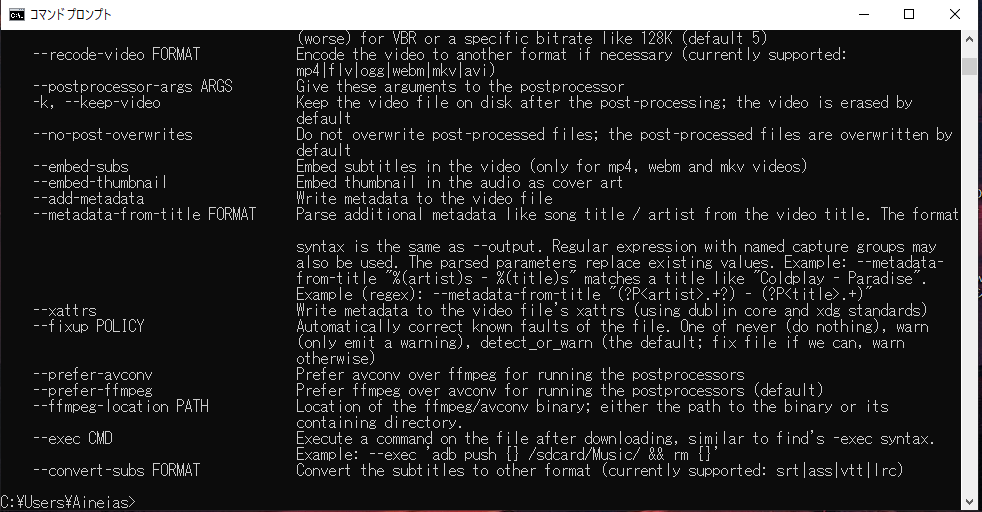 コマンド プロンプト
(worse) for VBR or a specific bitrate like 128K (default 5)
--recode-video FORMAT Encode the video to another format if necessary (currently supported:
mp4|flv|ogg|webm|mkv|avi)
--postprocessor-args ARGS Give these arguments to the postprocessor
-k, --keep-video Keep the video file on disk after the post-processing; the video is erased by
default
--no-post-overwrites Do not overwrite post-processed files; the post-processed files are overwritten by
default
--embed-subs Embed subtitles in the video (only for mp4, webm and mkv videos)
--embed-thumbnail Embed thumbnail in the audio as cover art
--add-metadata Write metadata to the video file
--metadata-from-title FORMAT Parse additional metadata like song title / artist from the video title. The format
syntax is the same as --output. Regular expression with named capture groups may
also be used. The parsed parameters replace existing values. Example: --metadata-
from-title "%(artist)s - %(title)s" matches a title like "Coldplay - Paradise".
Example (regex): --metadata-from-title "(?P<artist>.+?) - (?P<title>.+)"
--xattrs Write metadata to the video file's xattrs (using dublin core and xdg standards)
--fixup POLICY Automatically correct known faults of the file. One of never (do nothing), warn
(only emit a warning), detect_or_warn (the default; fix file if we can, warn
otherwise)
--prefer-avconv Prefer avconv over ffmpeg for running the postprocessors
--prefer-ffmpeg Prefer ffmpeg over avconv for running the postprocessors (default)
--ffmpeg-location PATH Location of the ffmpeg/avconv binary; either the path to the binary or its
containing directory.
--exec CMD Execute a command on the file after downloading, similar to find's -exec syntax.
Example: --exec 'adb push {} /sdcard/Music/ && rm {}'
--convert-subs FORMAT Convert the subtitles to other format (currently supported: srt|ass|vtt|lrc)
C:¥Users¥Aineias>